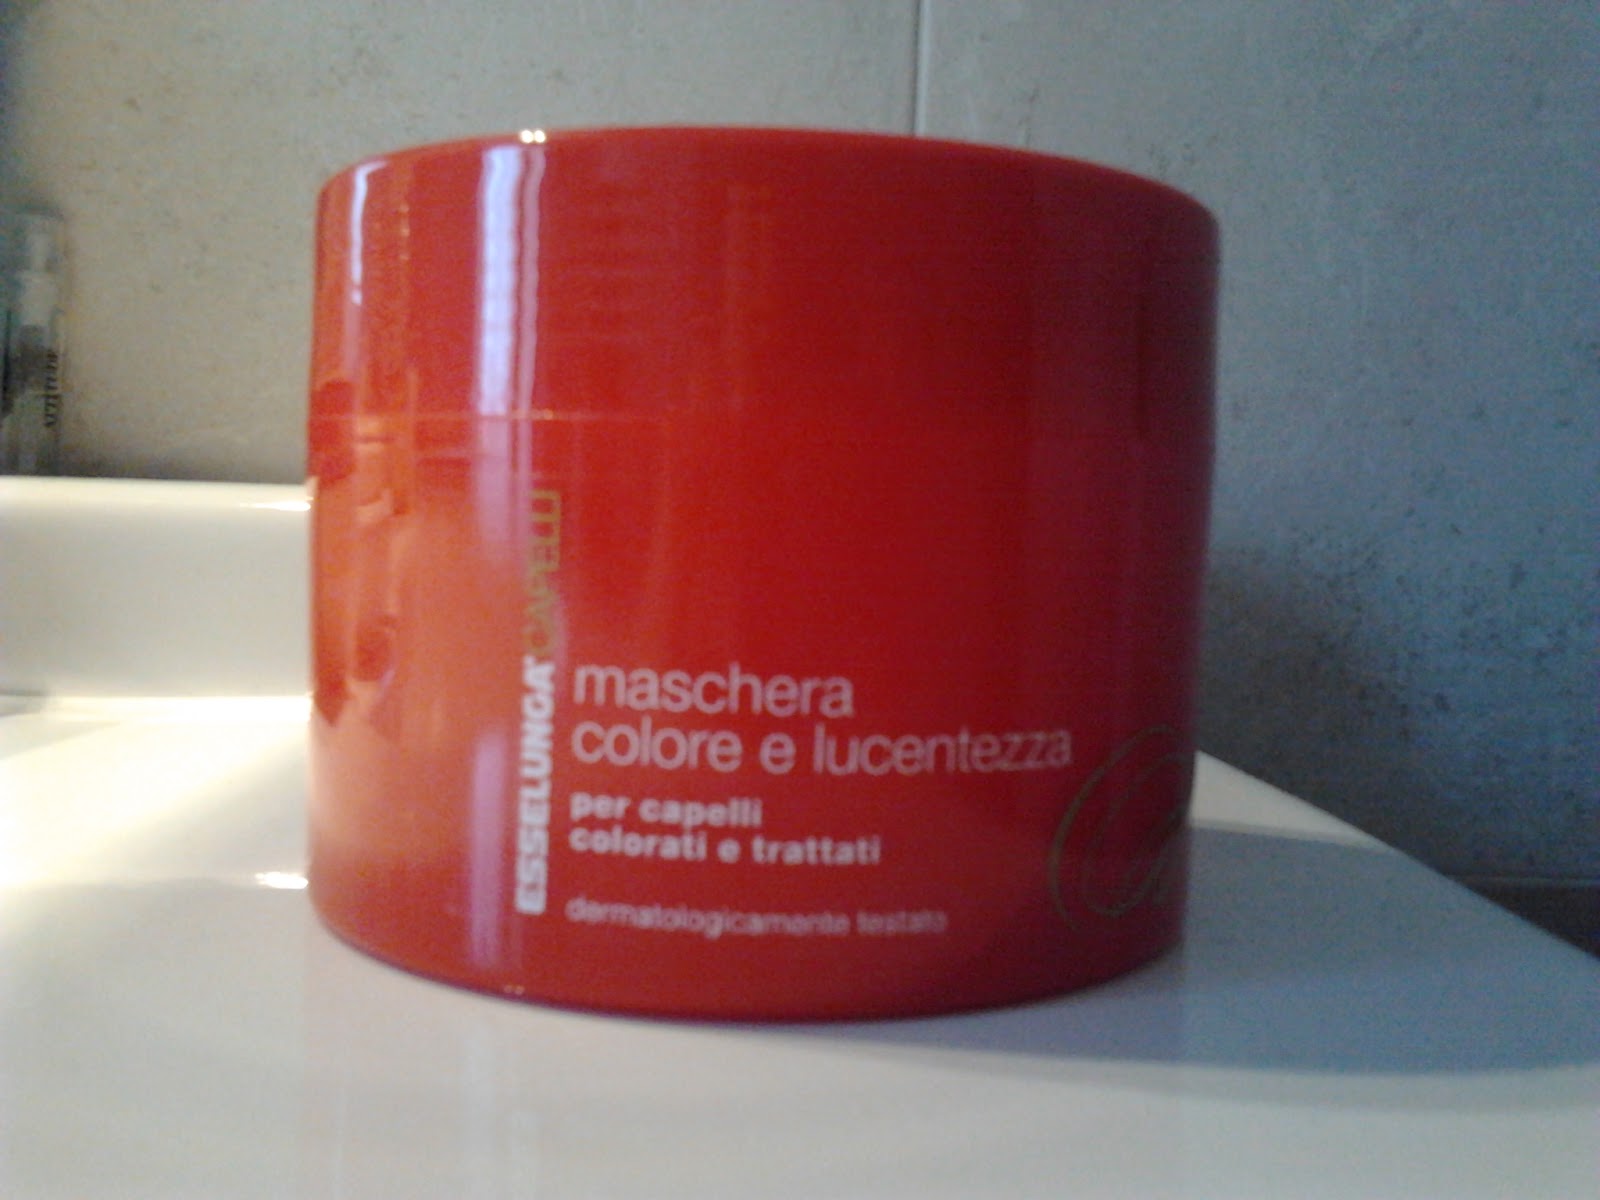 ESSELUNGA CAPELLI
maschera
colore e lucentezza
per capelli
colorati e trattati
dermatologicamente testato